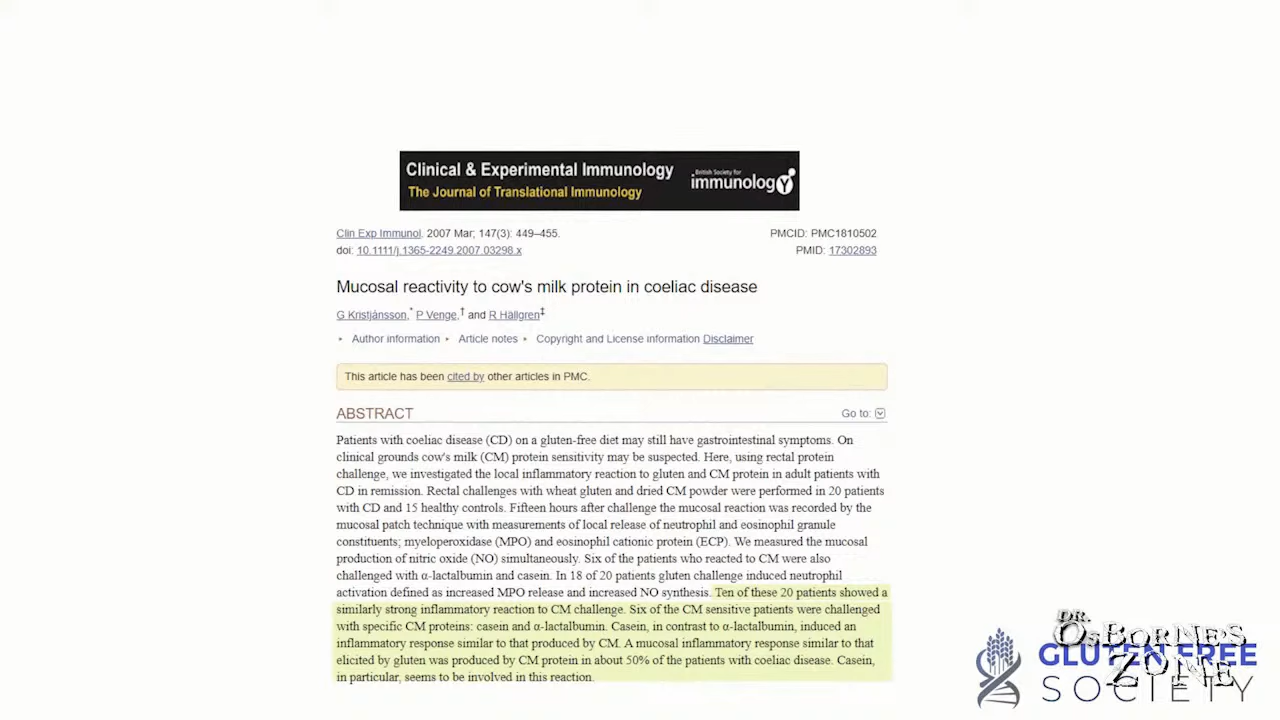 Clinical & Experimental Immunology
The Journal of Translational Immunology
British Society for
immunology
Clin Exp Immunol. 2007 Mar; 147(3): 449–455.
PMCID: PMC1810502
doi: 10.1111/j.1365-2249.2007.03298.x
PMID: 17302893
Mucosal reactivity to cow's milk protein in coeliac disease
G Kristjánsson,* P Venge,† and R Hällgren‡
▸ Author information ▸ Article notes ▸ Copyright and License information Disclaimer
This article has been cited by other articles in PMC.
ABSTRACT
Go to:
Patients with coeliac disease (CD) on a gluten-free diet may still have gastrointestinal symptoms. On
clinical grounds cow's milk (CM) protein sensitivity may be suspected. Here, using rectal protein
challenge, we investigated the local inflammatory reaction to gluten and CM protein in adult patients with
CD in remission. Rectal challenges with wheat gluten and dried CM powder were performed in 20 patients
with CD and 15 healthy controls. Fifteen hours after challenge the mucosal reaction was recorded by the
mucosal patch technique with measurements of local release of neutrophil and eosinophil granule
constituents; myeloperoxidase (MPO) and eosinophil cationic protein (ECP). We measured the mucosal
production of nitric oxide (NO) simultaneously. Six of the patients who reacted to CM were also
challenged with α-lactalbumin and casein. In 18 of 20 patients gluten challenge induced neutrophil
activation defined as increased MPO release and increased NO synthesis. Ten of these 20 patients showed a
similarly strong inflammatory reaction to CM challenge. Six of the CM sensitive patients were challenged
with specific CM proteins: casein and α-lactalbumin. Casein, in contrast to α-lactalbumin, induced an
inflammatory response similar to that produced by CM. A mucosal inflammatory response similar to that
elicited by gluten was produced by CM protein in about 50% of the patients with coeliac disease. Casein,
in particular, seems to be involved in this reaction.
DR.
OSBORNE'S
ZONE
GLUTEN FREE
SOCIETY